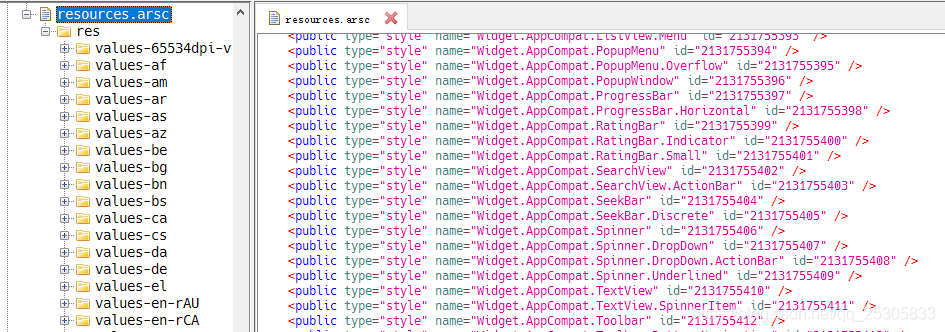 resources.arsc
res
values-65534dpi-v
values-af
values-am
values-ar
values-as
values-az
values-be
values-bg
values-bn
values-bs
values-ca
values-cs
values-da
values-de
values-el
values-en-rAU
values-en-rCA
resources.arsc
<public type="style" name="Widget.AppCompat.ListView.Menu" id="2131755393" />
<public type="style" name="Widget.AppCompat.PopupMenu" id="2131755394" />
<public type="style" name="Widget.AppCompat.PopupMenu.Overflow" id="2131755395" />
<public type="style" name="Widget.AppCompat.PopupWindow" id="2131755396" />
<public type="style" name="Widget.AppCompat.ProgressBar" id="2131755397" />
<public type="style" name="Widget.AppCompat.ProgressBar.Horizontal" id="2131755398" />
<public type="style" name="Widget.AppCompat.RatingBar" id="2131755399" />
<public type="style" name="Widget.AppCompat.RatingBar.Indicator" id="2131755400" />
<public type="style" name="Widget.AppCompat.RatingBar.Small" id="2131755401" />
<public type="style" name="Widget.AppCompat.SearchView" id="2131755402" />
<public type="style" name="Widget.AppCompat.SearchView.ActionBar" id="2131755403" />
<public type="style" name="Widget.AppCompat.SeekBar" id="2131755404" />
<public type="style" name="Widget.AppCompat.SeekBar.Discrete" id="2131755405" />
<public type="style" name="Widget.AppCompat.Spinner" id="2131755406" />
<public type="style" name="Widget.AppCompat.Spinner.DropDown" id="2131755407" />
<public type="style" name="Widget.AppCompat.Spinner.DropDown.ActionBar" id="2131755408" />
<public type="style" name="Widget.AppCompat.Spinner.Underlined" id="2131755409" />
<public type="style" name="Widget.AppCompat.TextView" id="2131755410" />
<public type="style" name="Widget.AppCompat.TextView.SpinnerItem" id="2131755411" />
<public type="style" name="Widget.AppCompat.Toolbar" id="2131755412" />